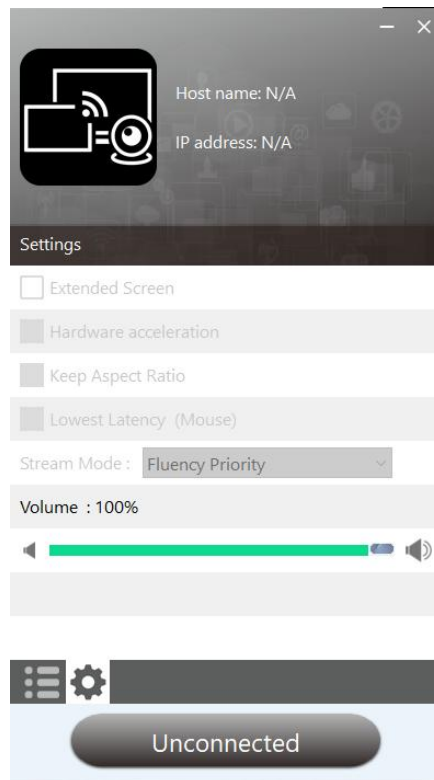 Host name: N/A
IP address: N/A
Settings
Extended Screen
Hardware acceleration
Keep Aspect Ratio
Lowest Latency (Mouse)
Stream Mode : Fluency Priority
Volume : 100%
Unconnected